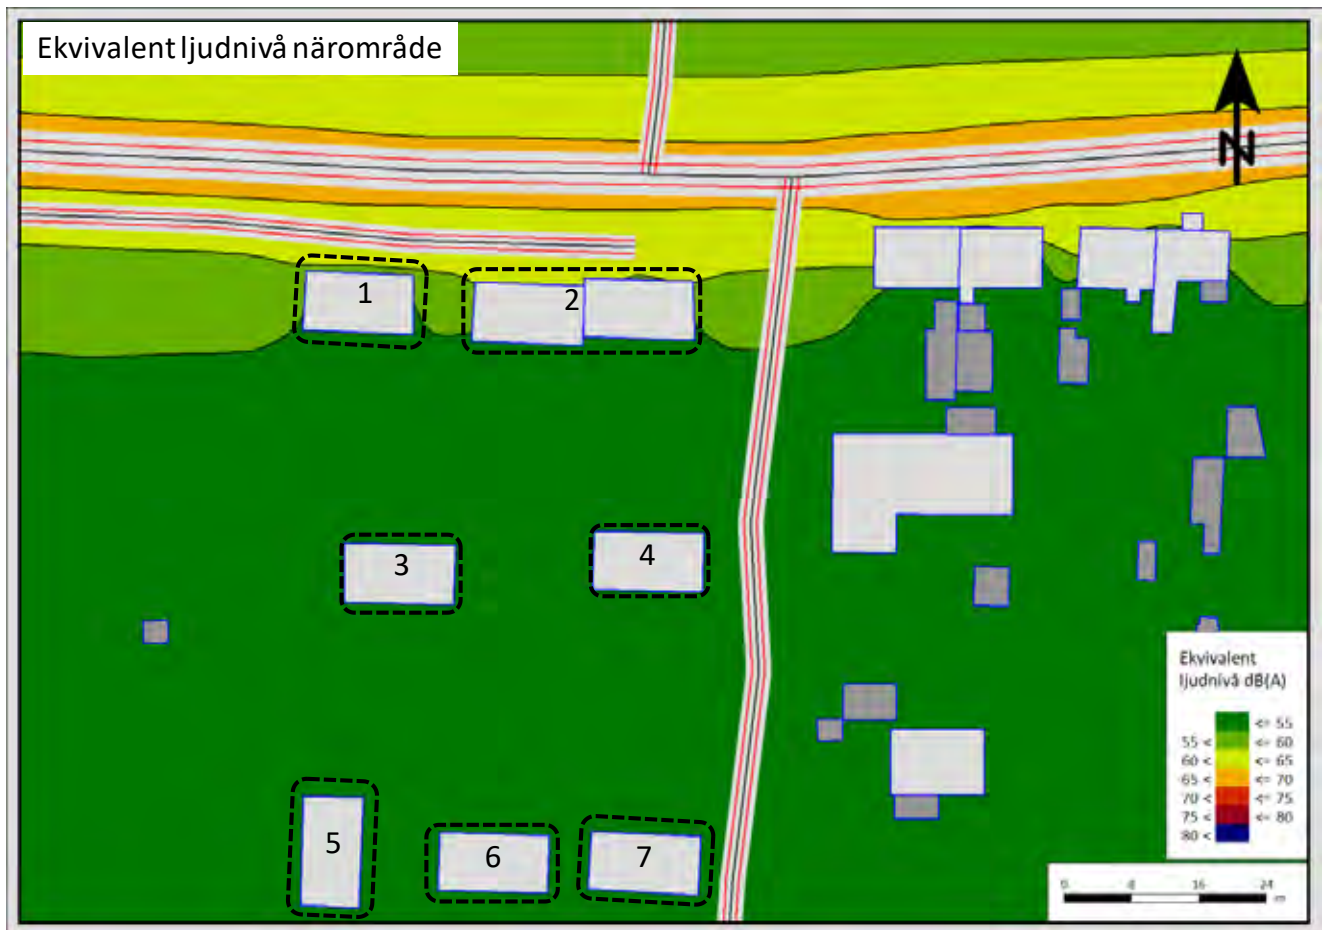 Ekvivalent ljudnivå närområde
N
1
2
3
4
5
6
7
Ekvivalent
ljudnivå dB(A)
<= 55
55 < <= 60
60 < <= 65
65 < <= 70
70 < <= 75
75 < <= 80
80 <
0 8 16 24
m